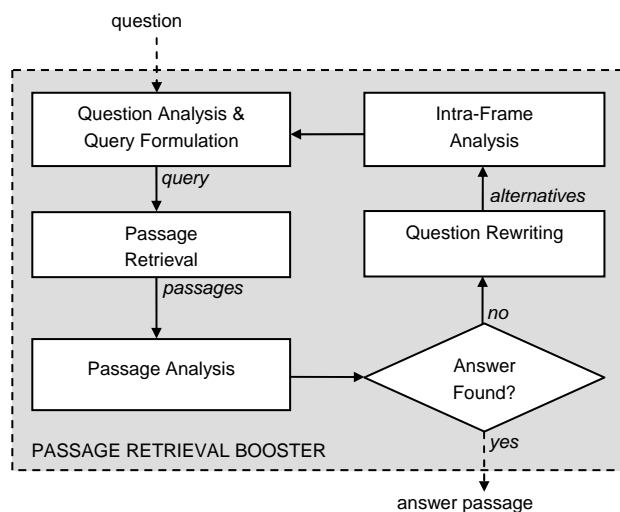 question
Question Analysis &
Query Formulation
query
Passage
Retrieval
passages
Passage Analysis
Answer
Found?
no
Question Rewriting
alternatives
Intra-Frame
Analysis
yes
PASSAGE RETRIEVAL BOOSTER
answer passage